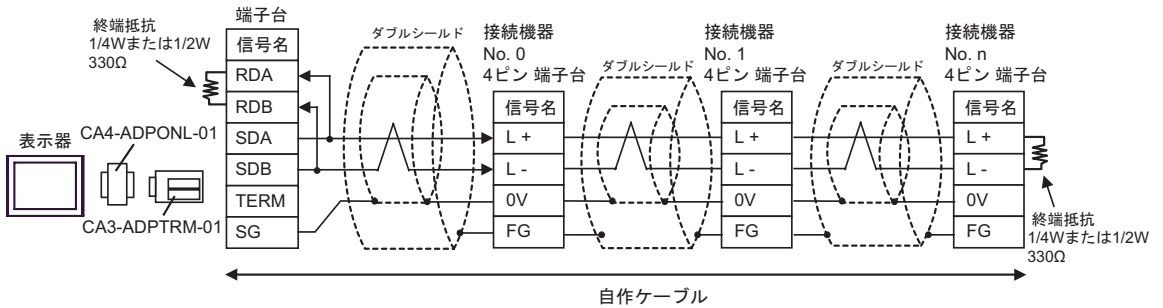 終端抵抗
1/4Wまたは1/2W
330Ω
表示器
CA4-ADPONL-01
CA3-ADPTRM-01
端子台
信号名
RDA
RDB
SDA
SDB
TERM
SG
ダブルシールド
接続機器
No. 0
4ピン 端子台
信号名
L +
L -
0V
FG
ダブルシールド
接続機器
No. 1
4ピン 端子台
信号名
L +
L -
0V
FG
ダブルシールド
接続機器
No. n
4ピン 端子台
信号名
L +
L -
0V
FG
終端抵抗
1/4Wまたは1/2W
330Ω
自作ケーブル